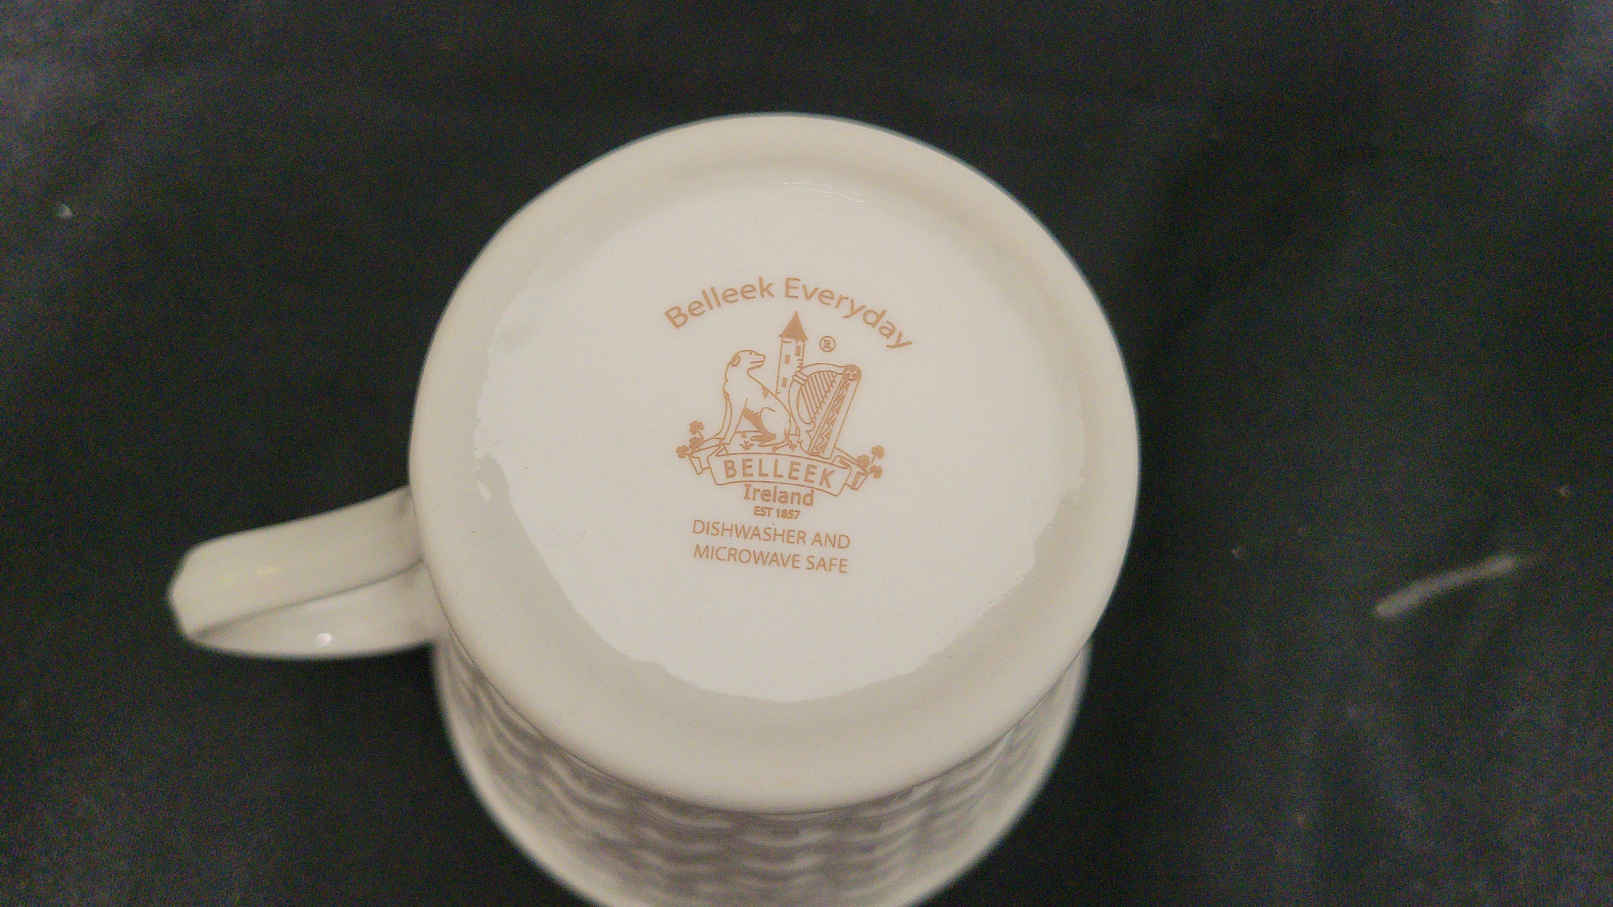 Belleek Everyday
®
BELLEEK
Ireland
EST 1857
DISHWASHER AND
MICROWAVE SAFE